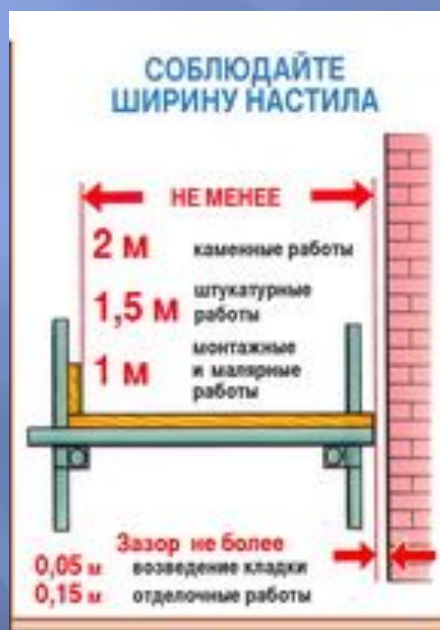 СОБЛЮДАЙТЕ
ШИРИНУ НАСТИЛА
НЕ МЕНЕЕ
2 м каменные работы
1,5 м штукатурные
работы
1 м монтажные
и малярные
работы
Зазор не более
0,05 м возведение кладки
0,15 м отделочные работы